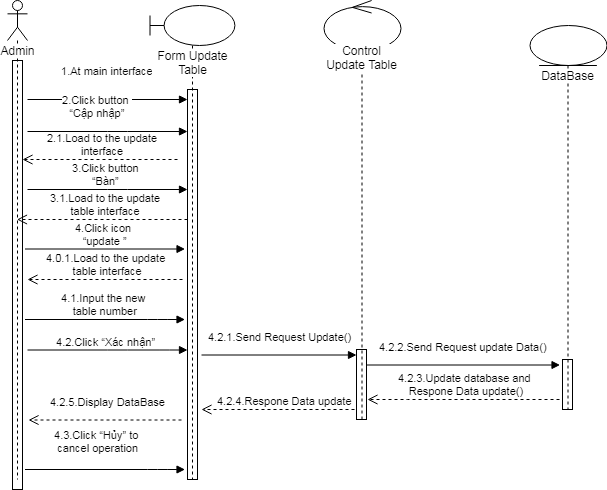 Admin
Form Update
Table
Control
Update Table
DataBase
1.At main interface
2.Click button
“Cập nhập”
2.1.Load to the update
interface
3.Click button
“Bàn”
3.1.Load to the update
table interface
4.Click icon
“update ”
4.0.1.Load to the update
table interface
4.1.Input the new
table number
4.2.Click “Xác nhận”
4.2.1.Send Request Update()
4.2.2.Send Request update Data()
4.2.3.Update database and
Respone Data update()
4.2.4.Respone Data update
4.2.5.Display DataBase
4.3.Click “Hủy” to
cancel operation